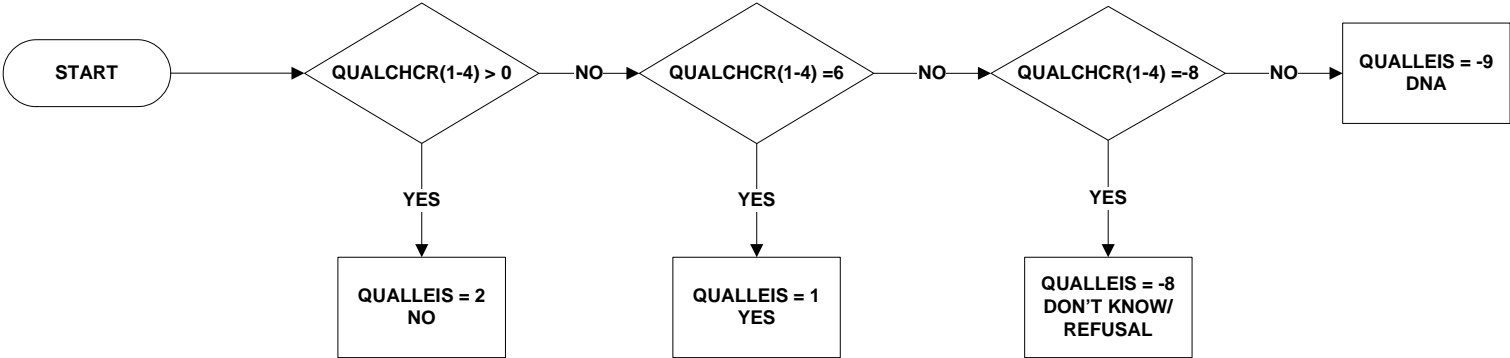 START
QUALCHCR(1-4) > 0
NO
QUALCHCR(1-4) =6
NO
QUALCHCR(1-4) =-8
NO
QUALLEIS = -9
DNA
YES
YES
YES
QUALLEIS = 2
NO
QUALLEIS = 1
YES
QUALLEIS = -8
DON'T KNOW/
REFUSAL